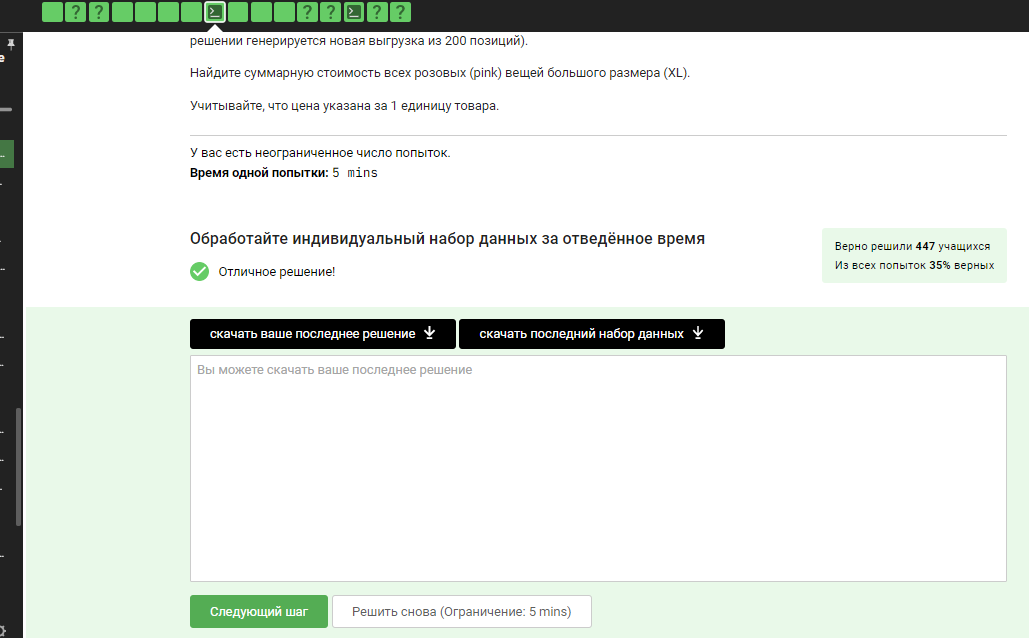 ? ? ? ? ? ?
е
решении генерируется новая выгрузка из 200 позиций).
Найдите суммарную стоимость всех розовых (pink) вещей большого размера (XL).
Учитывайте, что цена указана за 1 единицу товара.
У вас есть неограниченное число попыток.
Время одной попытки: 5 mins
Обработайте индивидуальный набор данных за отведённое время
Отличное решение!
Верно решили 447 учащихся
Из всех попыток 35% верных
скачать ваше последнее решение
скачать последний набор данных
Вы можете скачать ваше последнее решение
Следующий шаг
Решить снова (Ограничение: 5 mins)